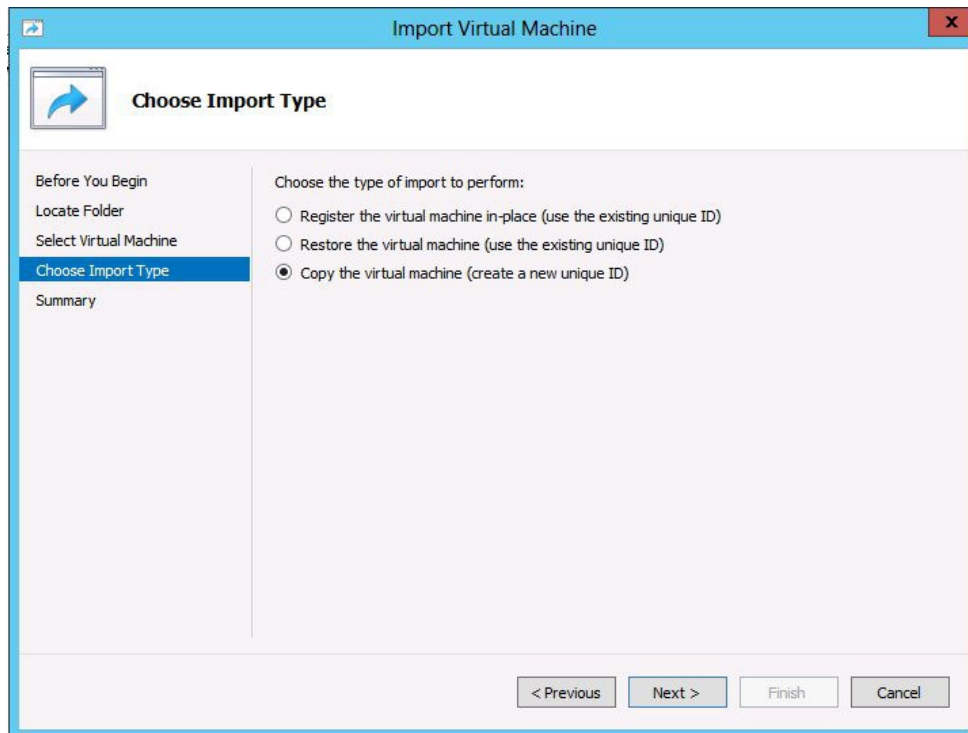 Import Virtual Machine
x
Choose Import Type
Before You Begin
Locate Folder
Select Virtual Machine
Choose Import Type
Summary
Choose the type of import to perform:
Register the virtual machine in-place (use the existing unique ID)
Restore the virtual machine (use the existing unique ID)
Copy the virtual machine (create a new unique ID)
< Previous
Next >
Finish
Cancel